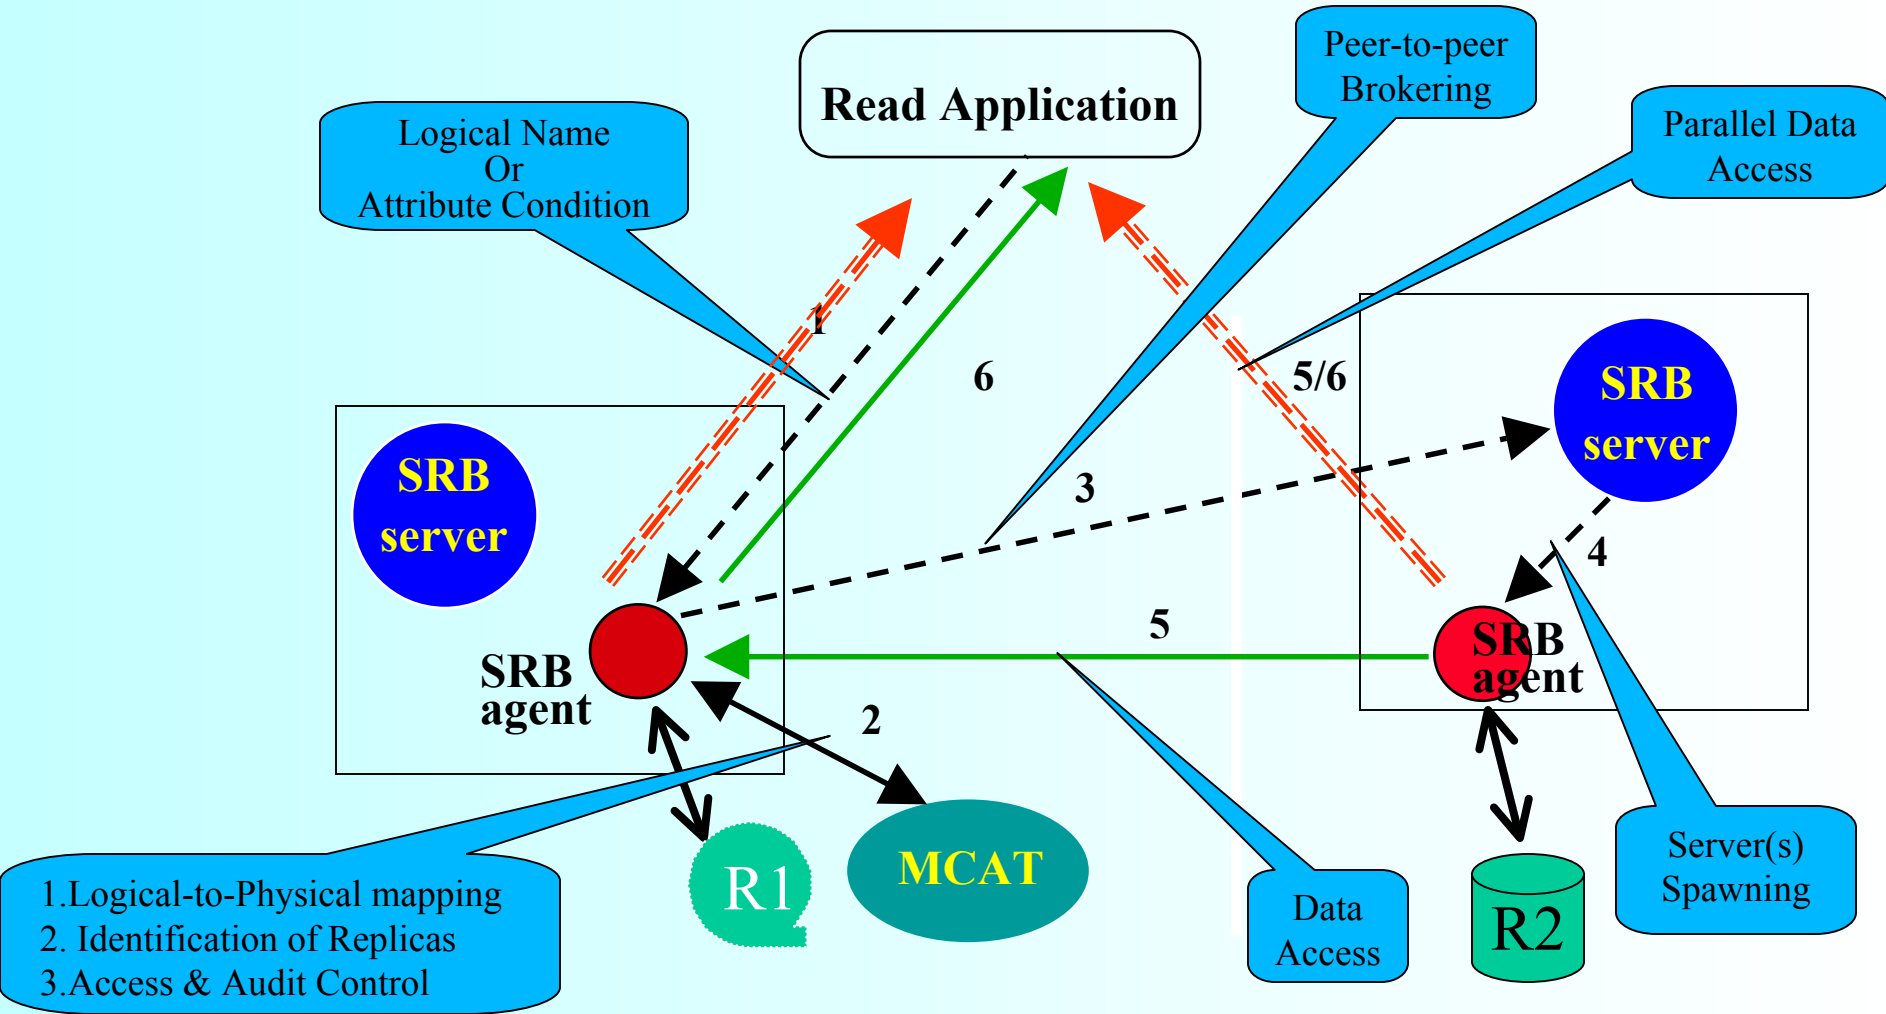 Peer-to-peer
Brokering
Read Application
Parallel Data
Access
Logical Name
Or
Attribute Condition
1
6
5/6
SRB
server
SRB
server
3
4
5
SRB
agent
SRB
agent
2
R1
MCAT
1.Logical-to-Physical mapping
2. Identification of Replicas
3.Access & Audit Control
Data
Access
R2
Server(s)
Spawning